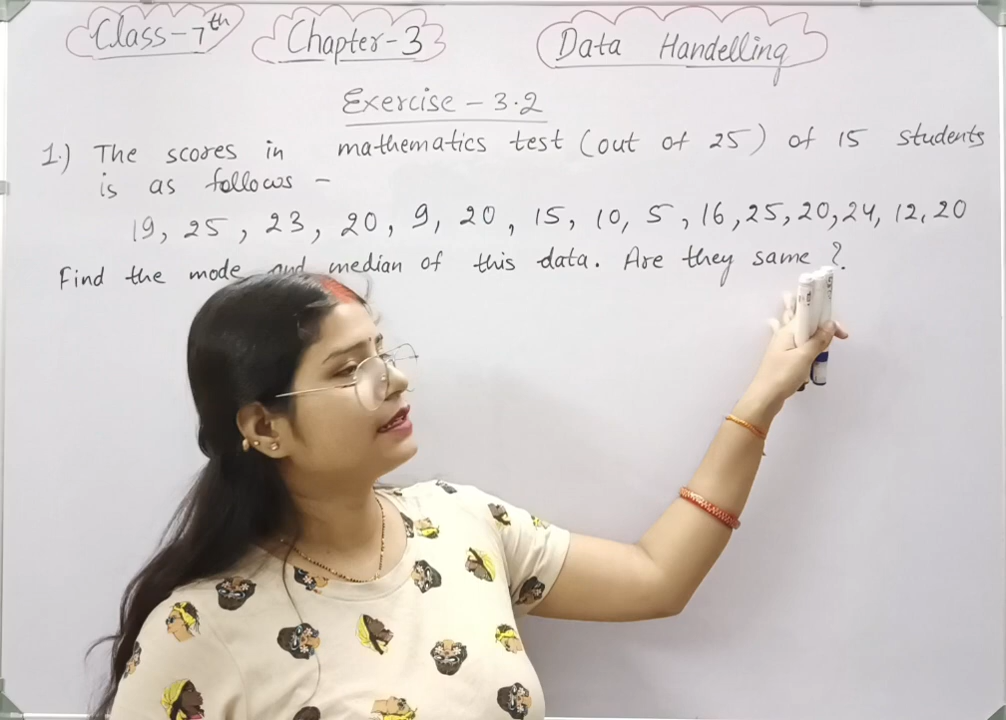 Class-7th Chapter-3 Data Handelling
Exercise - 3.2
1.) The scores in mathematics test (out of 25) of 15 students
is as follows -
19, 25, 23, 20, 9, 20, 15, 10, 5, 16, 25, 20, 24, 12, 20
Find the mode and median of this data. Are they same ?